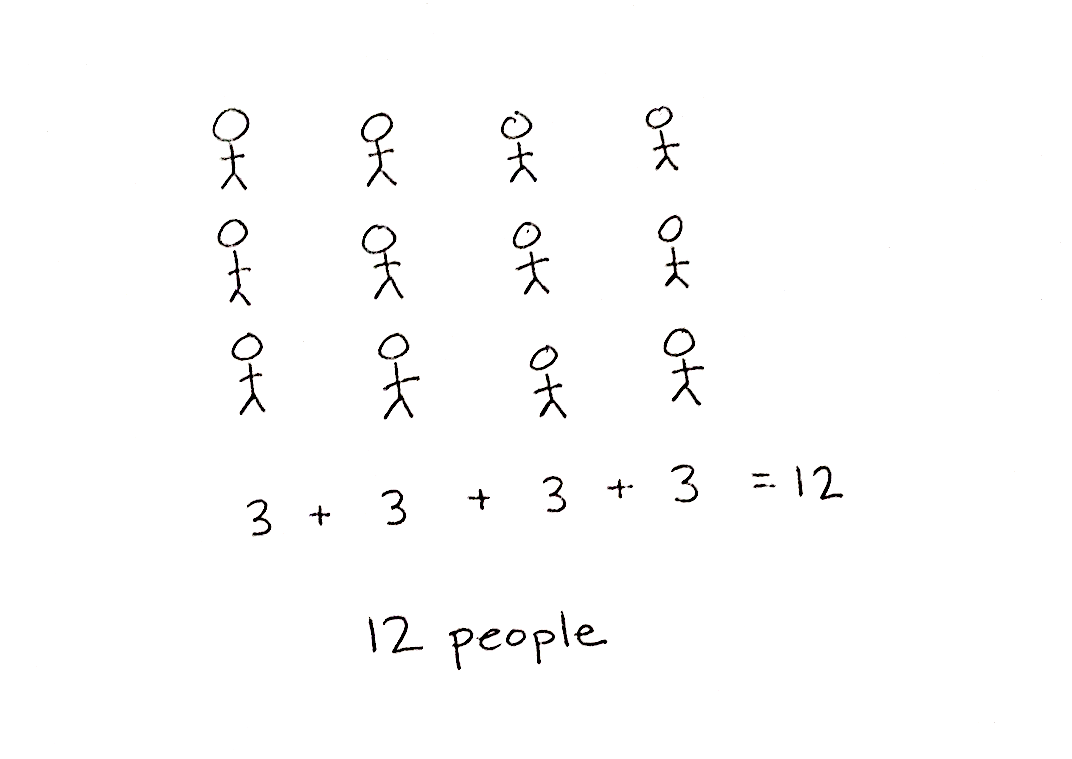 3 + 3 + 3 + 3 = 12
12 people